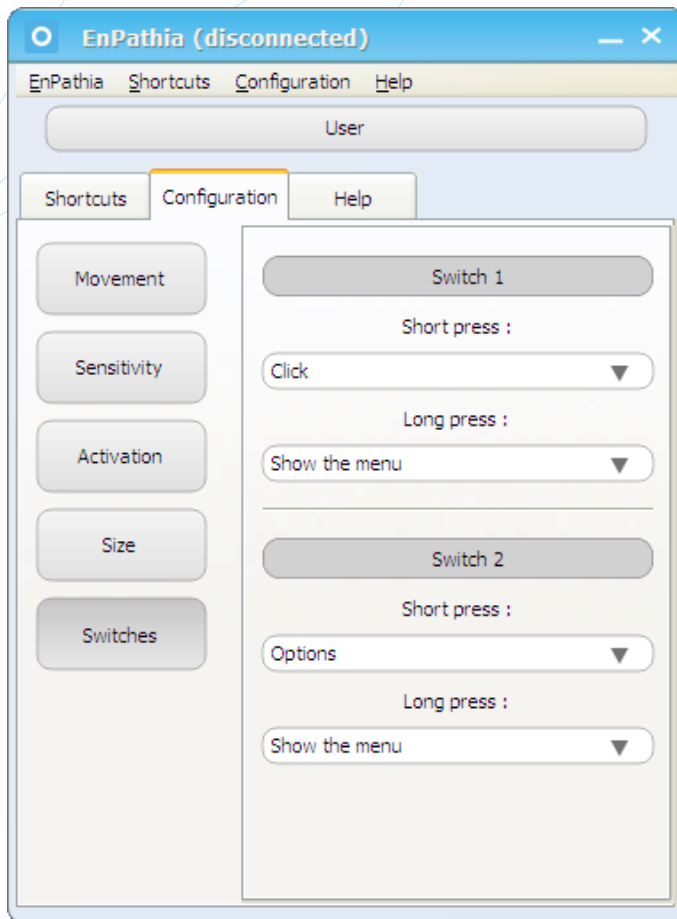 EnPathia (disconnected)
EnPathia Shortcuts Configuration Help
User
Shortcuts Configuration Help
Movement
Sensitivity
Activation
Size
Switches
Switch 1
Short press :
Click
Long press :
Show the menu
Switch 2
Short press :
Options
Long press :
Show the menu